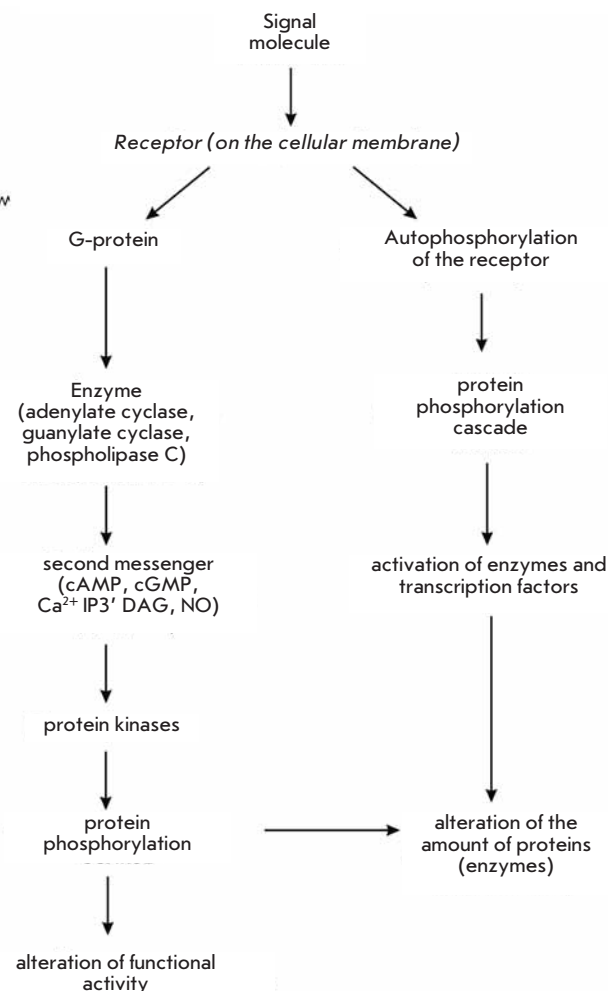 Signal
molecule
Receptor (on the cellular membrane)
G-protein
Autophosphorylation
of the receptor
Enzyme
(adenylate cyclase,
guanylate cyclase,
phospholipase C)
protein
phosphorylation
cascade
second messenger
(cAMP, cGMP,
Ca²⁺ IP3' DAG, NO)
activation of enzymes and
transcription factors
protein kinases
protein
phosphorylation
alteration of the
amount of proteins
(enzymes)
alteration of functional
activity